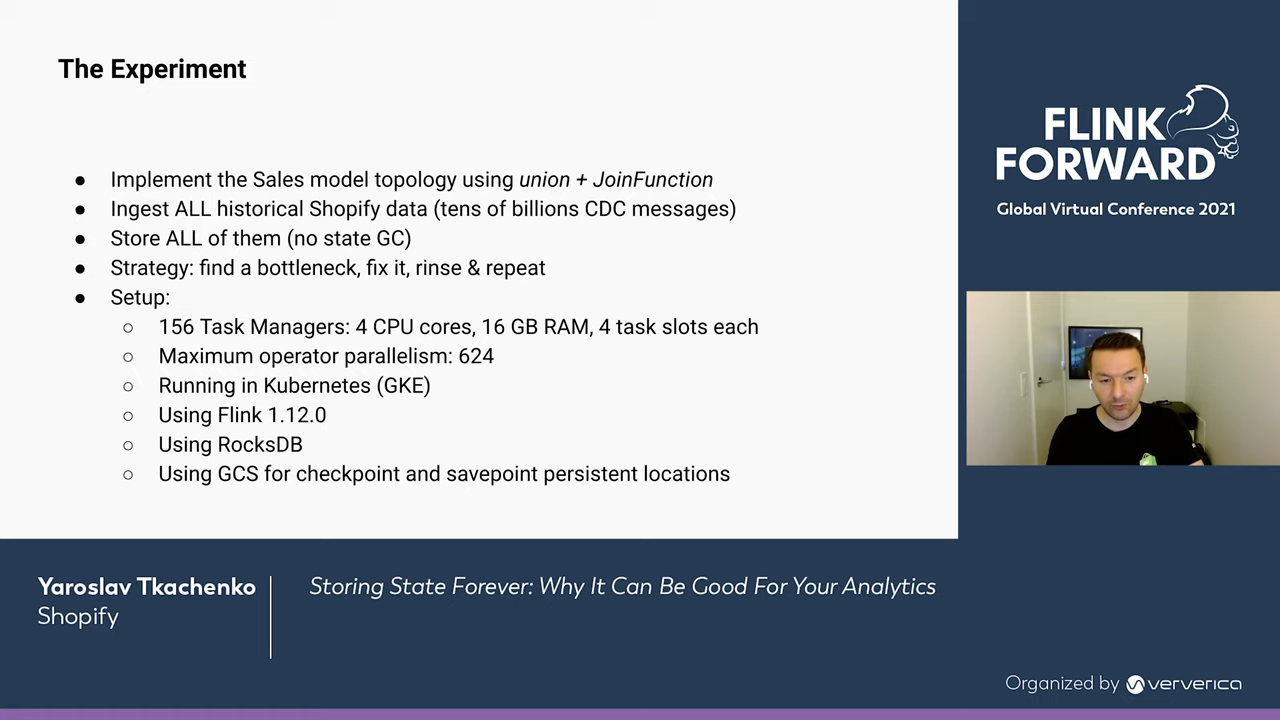 The Experiment
● Implement the Sales model topology using union + JoinFunction
● Ingest ALL historical Shopify data (tens of billions CDC messages)
● Store ALL of them (no state GC)
● Strategy: find a bottleneck, fix it, rinse & repeat
● Setup:
○ 156 Task Managers: 4 CPU cores, 16 GB RAM, 4 task slots each
○ Maximum operator parallelism: 624
○ Running in Kubernetes (GKE)
○ Using Flink 1.12.0
○ Using RocksDB
○ Using GCS for checkpoint and savepoint persistent locations
FLINK
FORWARD
Global Virtual Conference 2021
Yaroslav Tkachenko
Shopify
Storing State Forever: Why It Can Be Good For Your Analytics
Organized by ververica